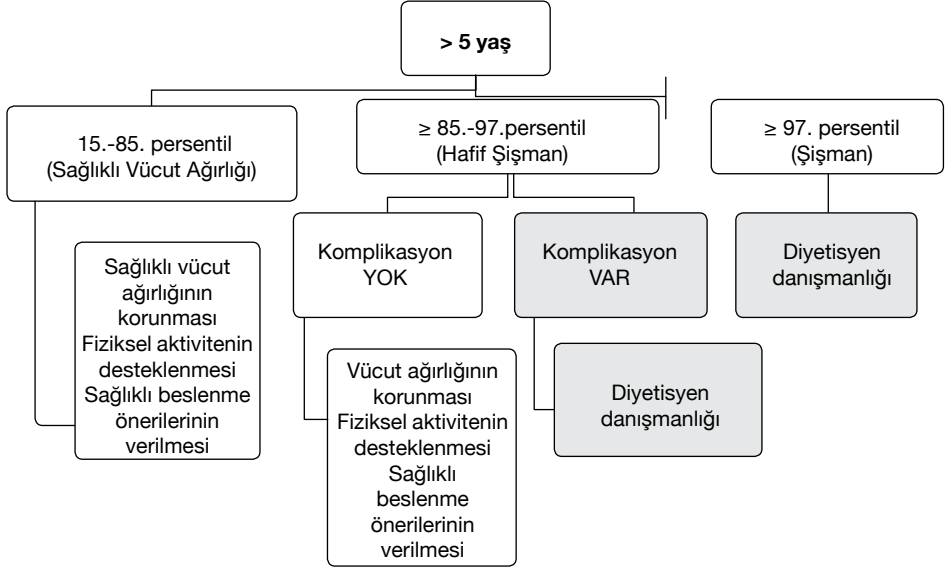 > 5 yaş
15.-85. persentil
(Sağlıklı Vücut Ağırlığı)
≥ 85.-97.persentil
(Hafif Şişman)
≥ 97. persentil
(Şişman)
Sağlıklı vücut
ağırlığının
korunması
Fiziksel aktivitenin
desteklenmesi
Sağlıklı beslenme
önerilerinin
verilmesi
Komplikasyon
YOK
Komplikasyon
VAR
Diyetisyen
danışmanlığı
Vücut ağırlığının
korunması
Fiziksel aktivitenin
desteklenmesi
Sağlıklı
beslenme
önerilerinin
verilmesi
Diyetisyen
danışmanlığı